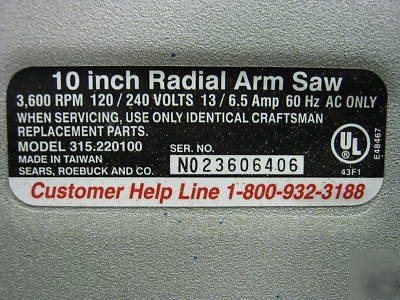 10 inch Radial Arm Saw
3,600 RPM 120 / 240 VOLTS 13 / 6.5 Amp 60 Hz AC ONLY
WHEN SERVICING, USE ONLY IDENTICAL CRAFTSMAN
REPLACEMENT PARTS.
MODEL 315.220100
MADE IN TAIWAN
SEARS, ROEBUCK AND CO.
SER. NO.
NO23606406
UL
E48467
43F1
Customer Help Line 1-800-932-3188